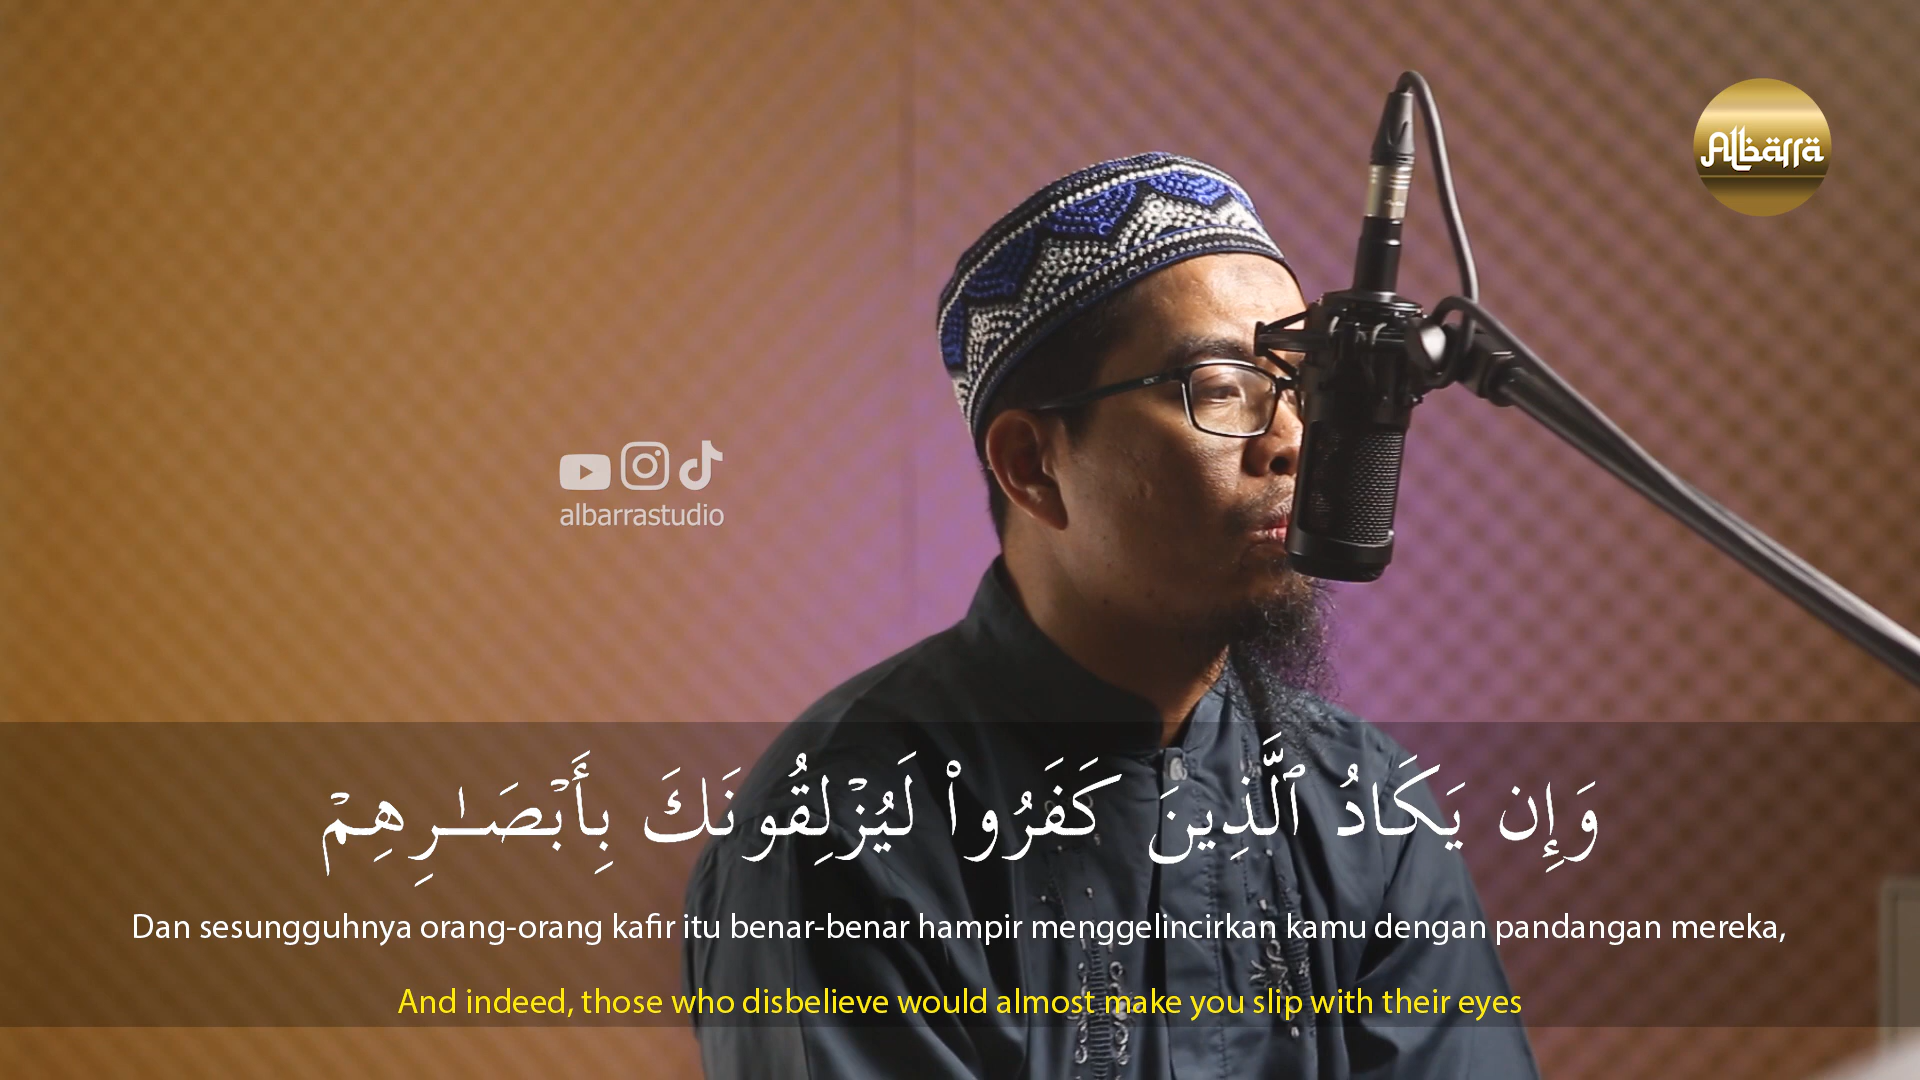 Albärrä
albarrastudio
وَإِن يَكَادُ ٱلَّذِينَ كَفَرُوا۟ لَيُزْلِقُونَكَ بِأَبْصَـٰرِهِمْ
Dan sesungguhnya orang-orang kafir itu benar-benar hampir menggelincirkan kamu dengan pandangan mereka,
And indeed, those who disbelieve would almost make you slip with their eyes